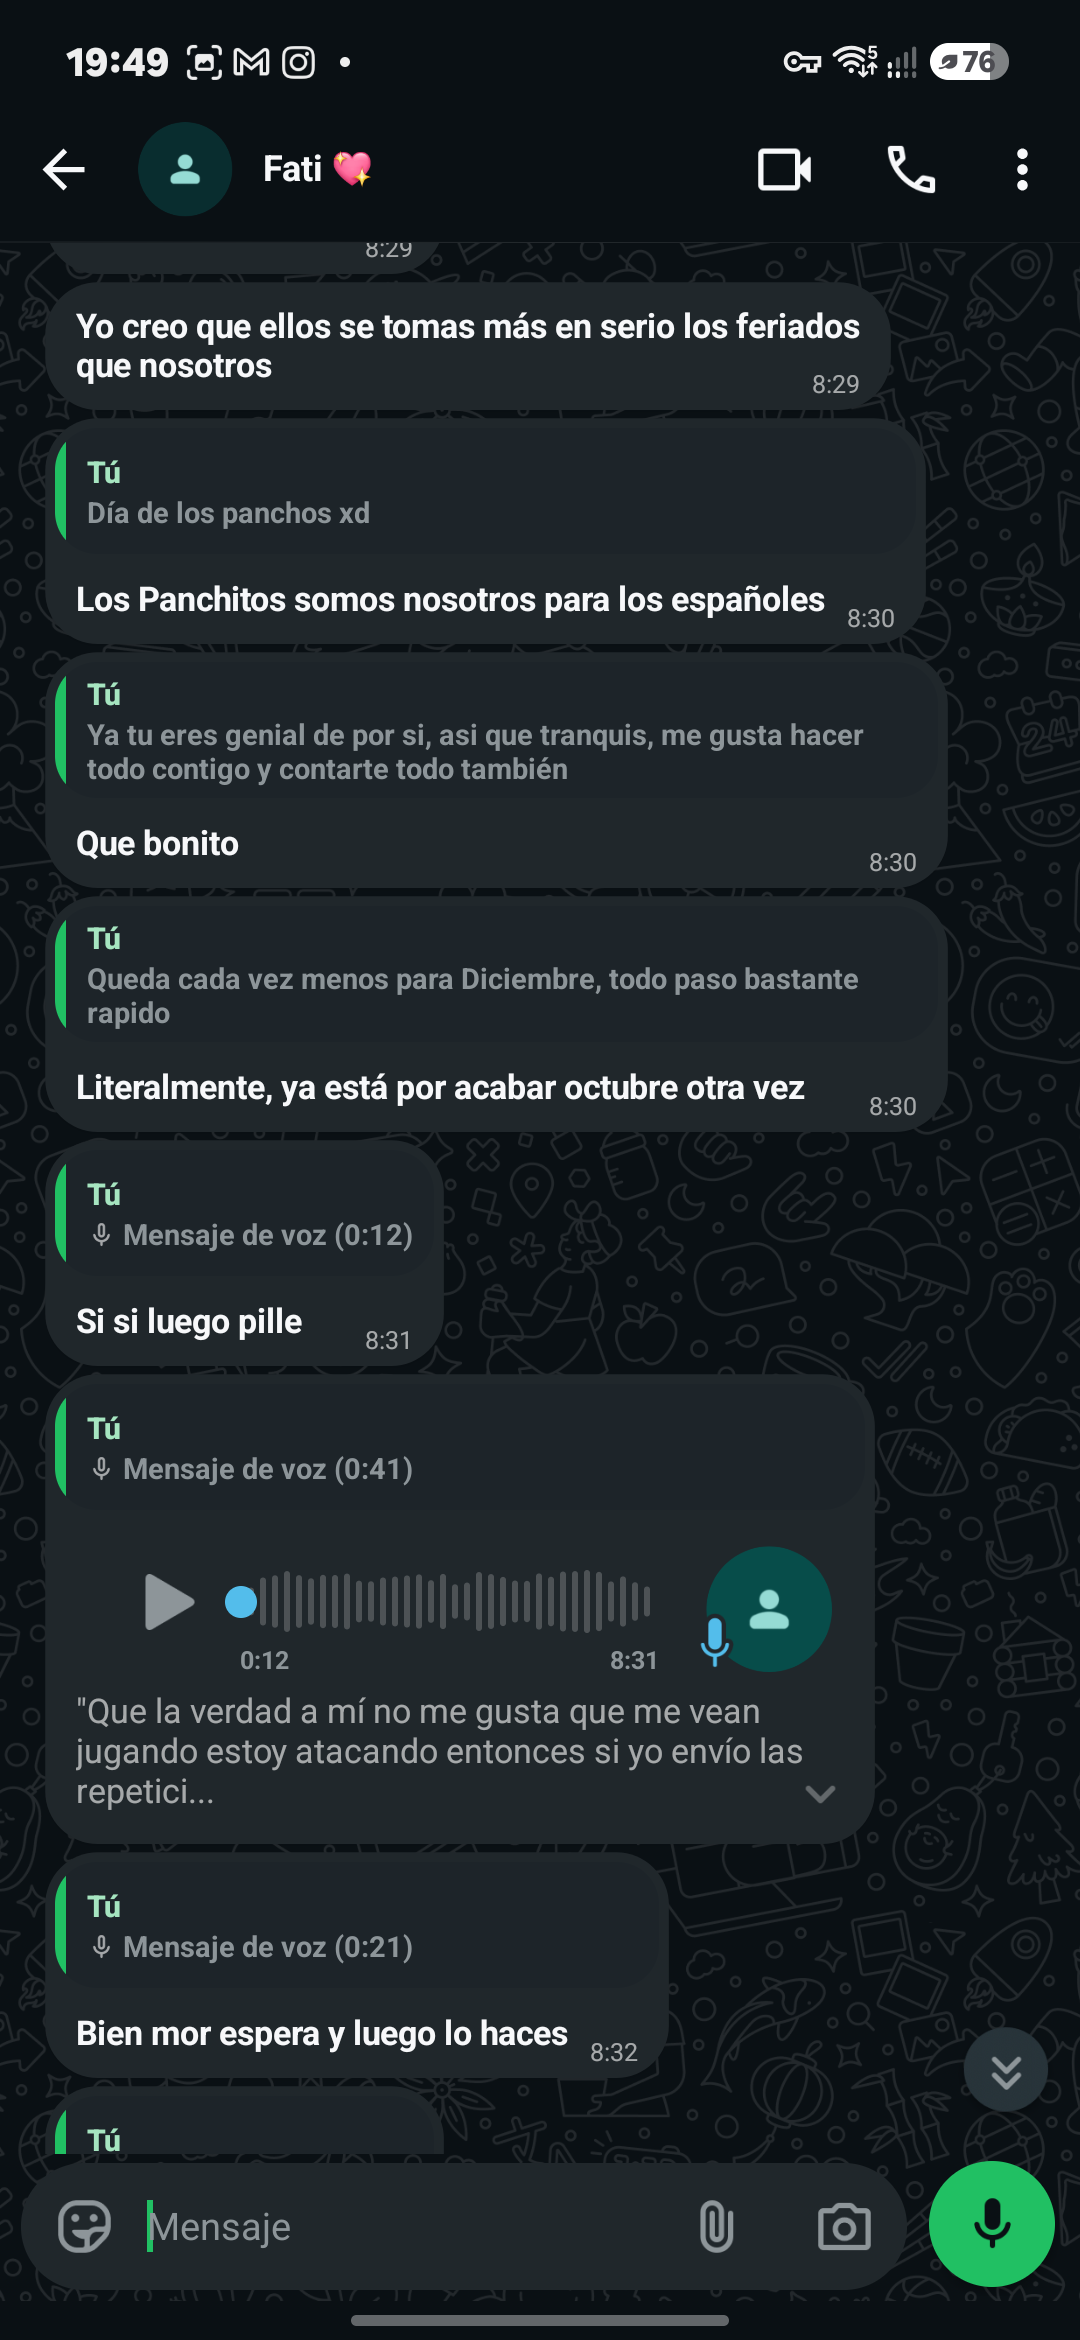 19:49
5
76
Fati 💖
8:29
Yo creo que ellos se tomas más en serio los feriados
que nosotros
8:29
Tú
Día de los panchos xd
Los Panchitos somos nosotros para los españoles
8:30
Tú
Ya tu eres genial de por si, asi que tranquis, me gusta hacer
todo contigo y contarte todo también
Que bonito
8:30
Tú
Queda cada vez menos para Diciembre, todo paso bastante
rapido
Literalmente, ya está por acabar octubre otra vez
8:30
Tú
Mensaje de voz (0:12)
Si si luego pille
8:31
Tú
Mensaje de voz (0:41)
0:12
8:31
"Que la verdad a mí no me gusta que me vean
jugando estoy atacando entonces si yo envío las
repetici...
Tú
Mensaje de voz (0:21)
Bien mor espera y luego lo haces
8:32
Tú
Mensaje